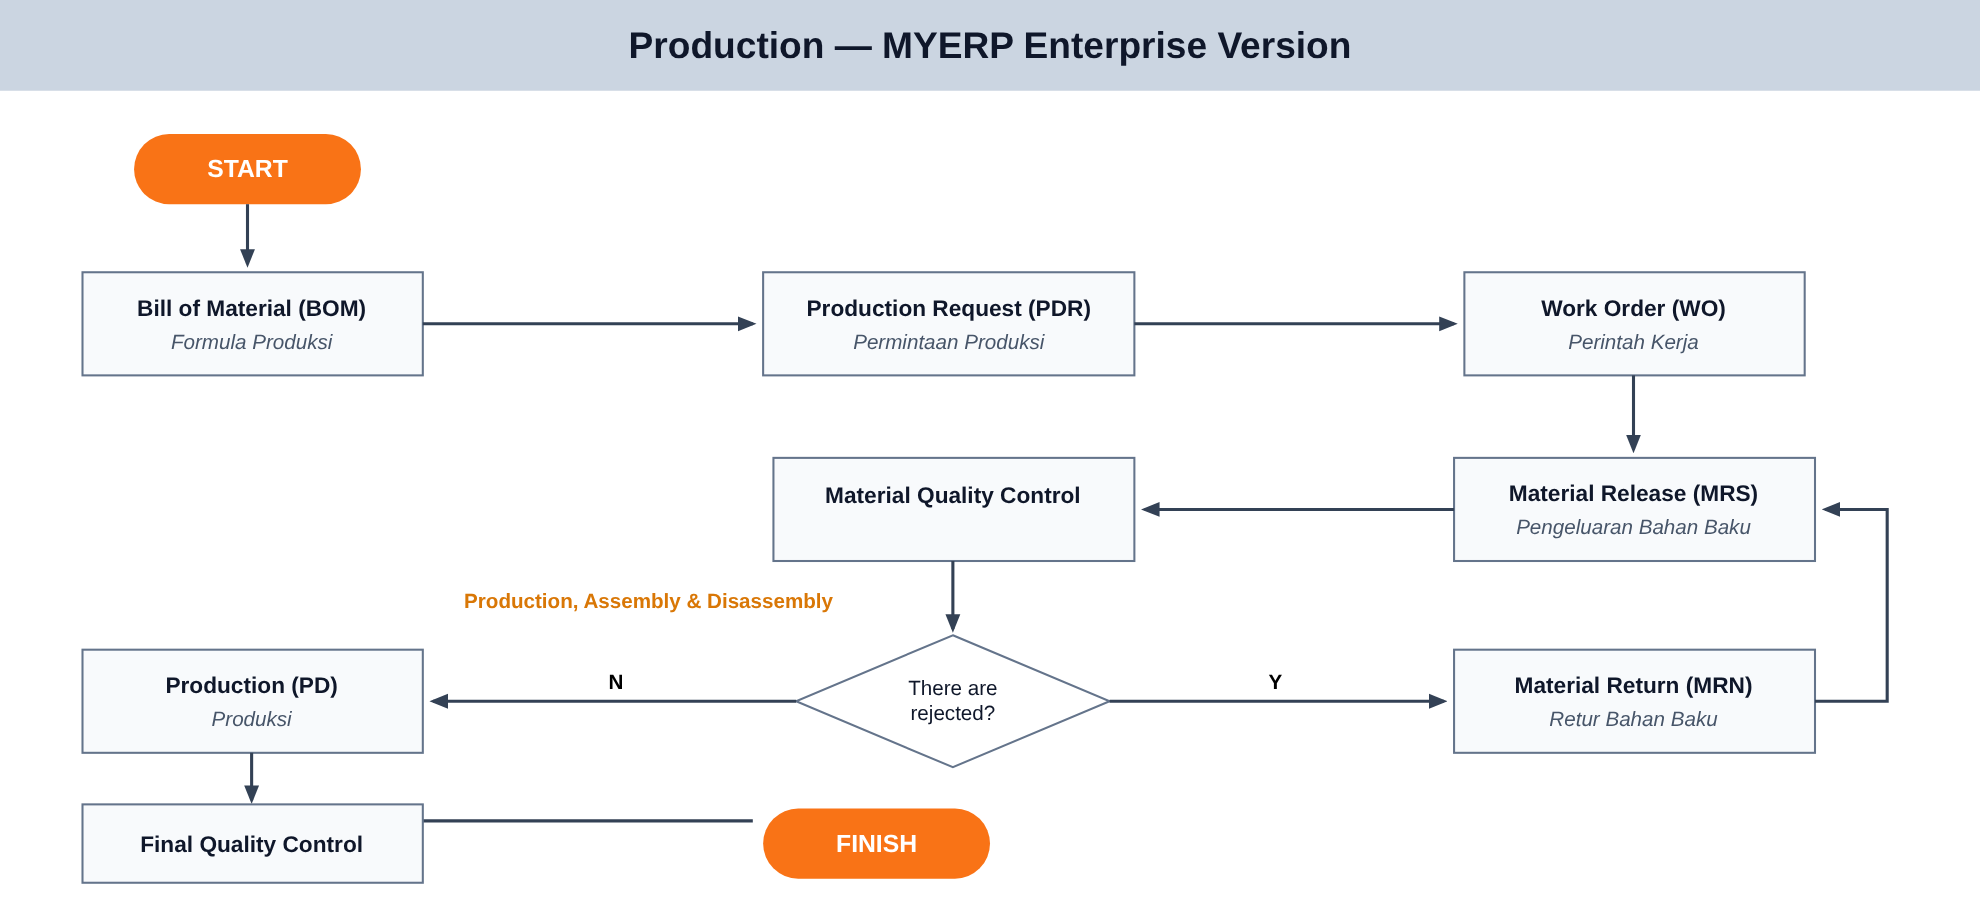 Production — MYERP Enterprise Version
START
Bill of Material (BOM)
Formula Produksi
Production Request (PDR)
Permintaan Produksi
Work Order (WO)
Perintah Kerja
Material Quality Control
Material Release (MRS)
Pengeluaran Bahan Baku
Production, Assembly & Disassembly
Production (PD)
Produksi
N
There are
rejected?
Y
Material Return (MRN)
Retur Bahan Baku
Final Quality Control
FINISH